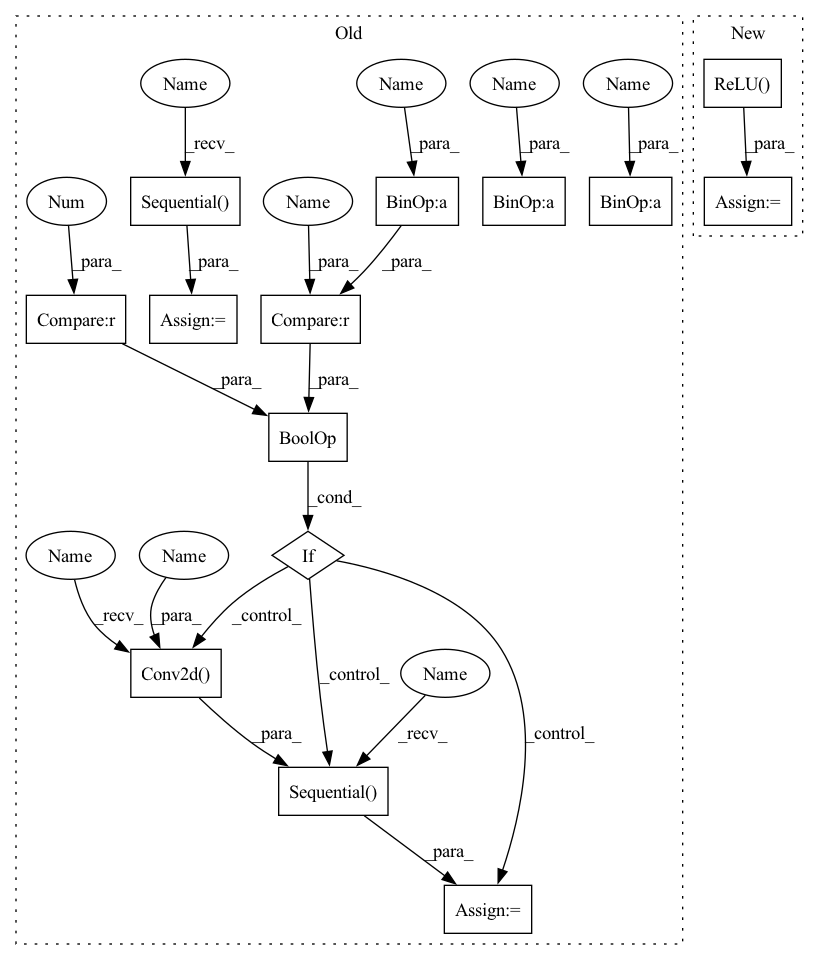 Old
New
Name
Name
Name
Name
ReLU()
_recv_
_para_
_para_
_para_
_para_
Num
Sequential()
Name
BinOp:a
BinOp:a
BinOp:a
Assign:=
_para_
_para_
_para_
_para_
Compare:r
Assign:=
Compare:r
_para_
_para_
BoolOp
_cond_
Name
Name
If
_recv_
_para_
_control_
Conv2d()
_control_
Name
_para_
_recv_
_control_
Sequential()
_para_
Assign:=